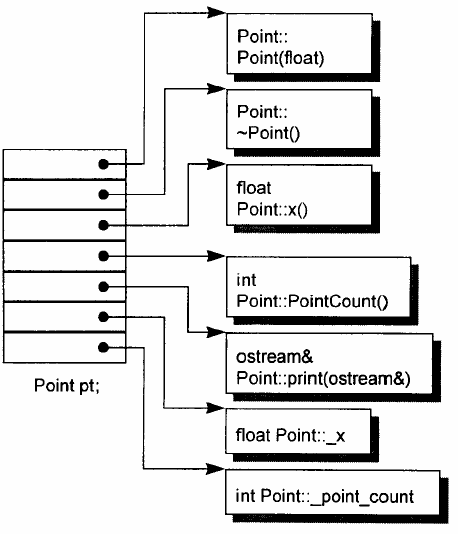 Point::
Point(float)
Point::
~Point()
float
Point::x()
int
Point::PointCount()
ostream&
Point::print(ostream&)
Point pt;
float Point::_x
int Point::_point_count